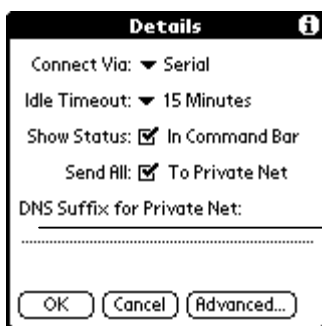 Details
Connect Via: Serial
Idle Timeout: 15 Minutes
Show Status: In Command Bar
Send All: To Private Net
DNS Suffix for Private Net:
OK Cancel Advanced...